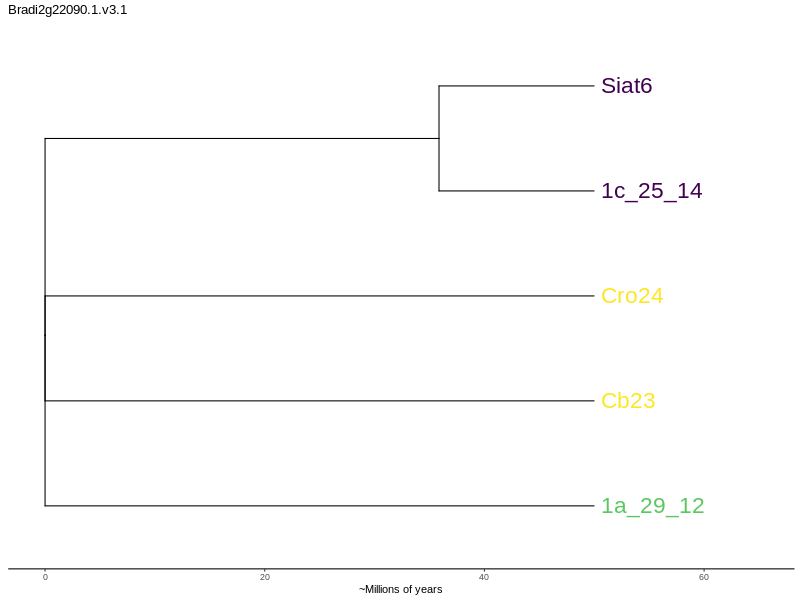 Bradi2g22090.1.v3.1
Siat6
1c_25_14
Cro24
Cb23
1a_29_12
0 20 40 60
~Millions of years